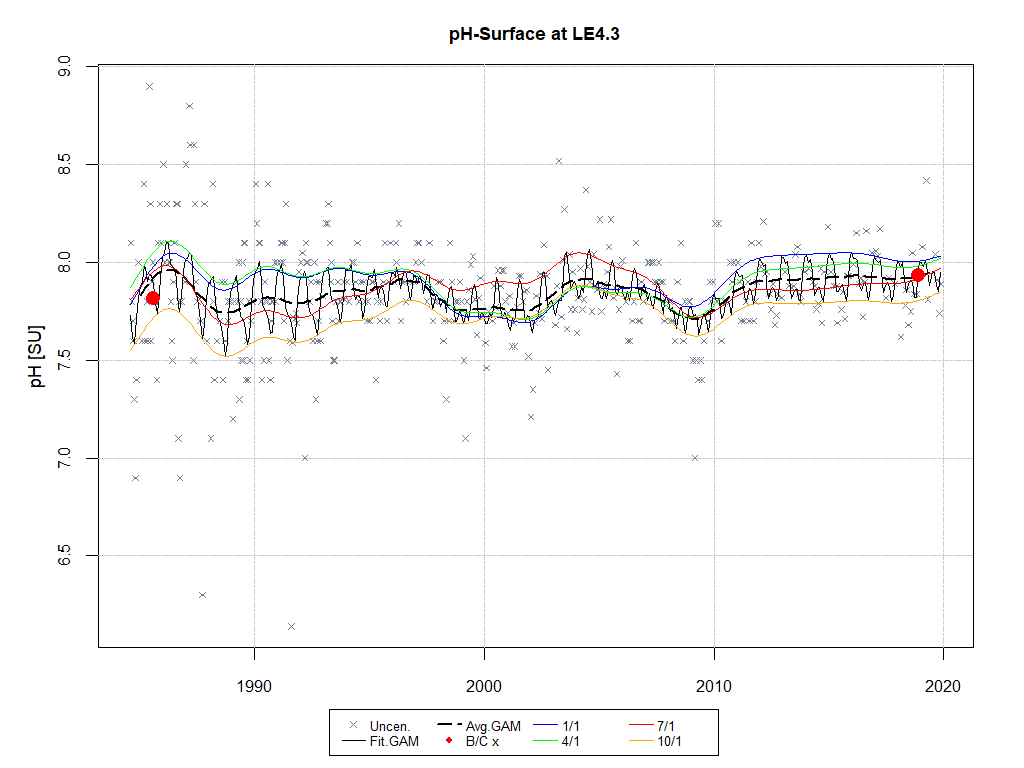 pH-Surface at LE4.3
pH [SU]
9.0
8.5
8.0
7.5
7.0
6.5
1990 2000 2010 2020
Uncen. Avg.GAM 1/1 7/1
Fit.GAM B/C x 4/1 10/1